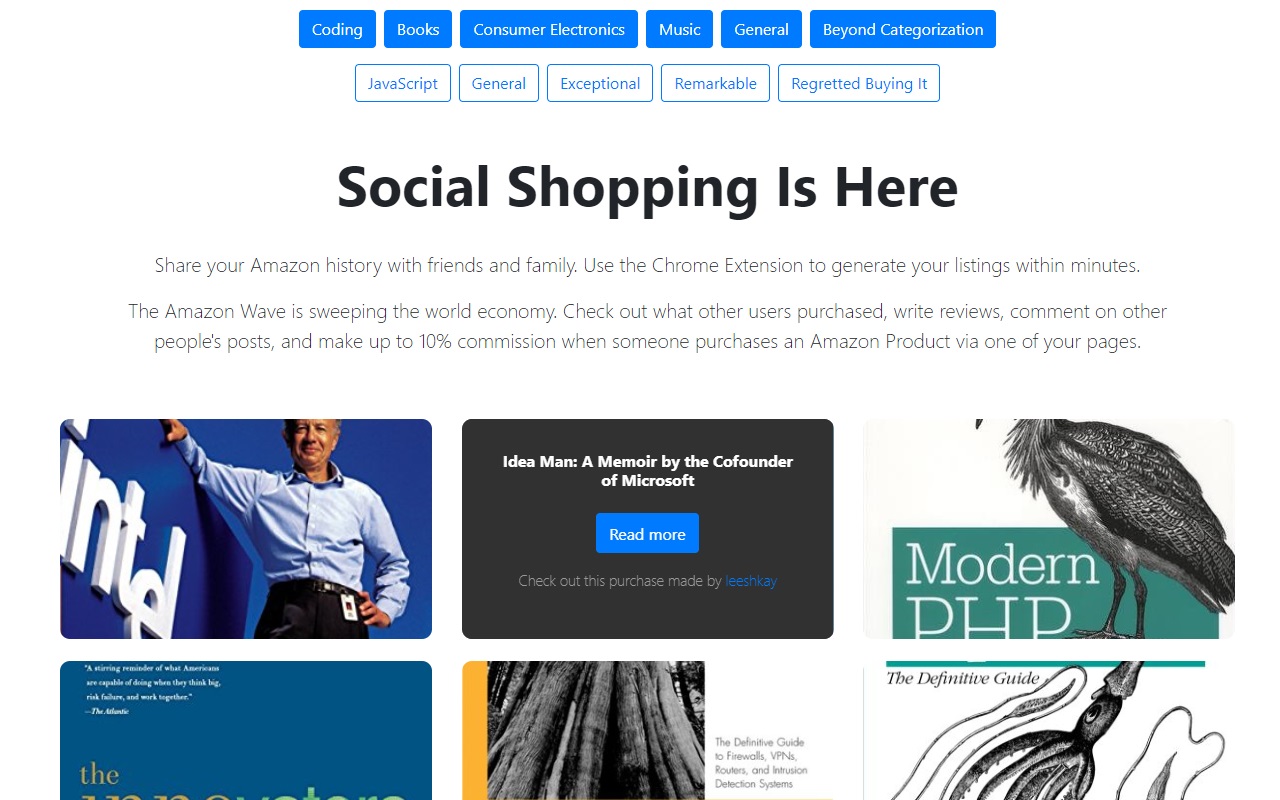 Coding Books Consumer Electronics Music General Beyond Categorization
JavaScript General Exceptional Remarkable Regretted Buying It
Social Shopping Is Here
Share your Amazon history with friends and family. Use the Chrome Extension to generate your listings within minutes.
The Amazon Wave is sweeping the world economy. Check out what other users purchased, write reviews, comment on other
people's posts, and make up to 10% commission when someone purchases an Amazon Product via one of your pages.
Idea Man: A Memoir by the Cofounder
of Microsoft
Read more
Check out this purchase made by leeshkay
Modern
PHP
"A stirring reminder of what Americans
are capable of doing when they think big,
risk failure, and work together."
—The Atlantic
the
The Definitive Guide
to Firewalls, VPNs,
Routers, and Intrusion
Detection Systems
The Definitive Guide